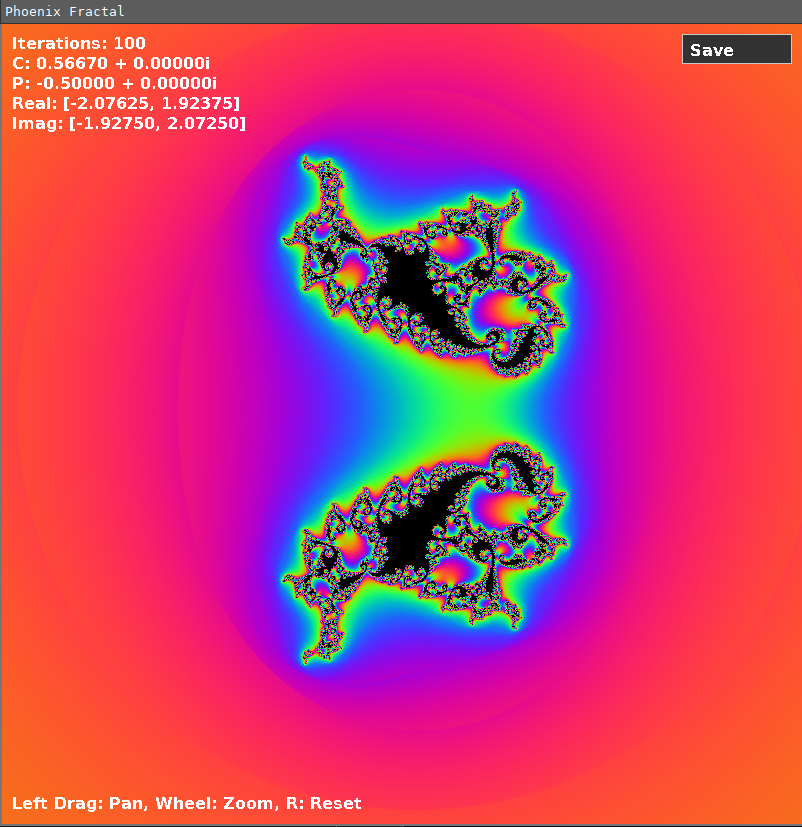 Phoenix Fractal
Iterations: 100
C: 0.56670 + 0.00000i
P: -0.50000 + 0.00000i
Real: [-2.07625, 1.92375]
Imag: [-1.92750, 2.07250]
Save
Left Drag: Pan, Wheel: Zoom, R: Reset